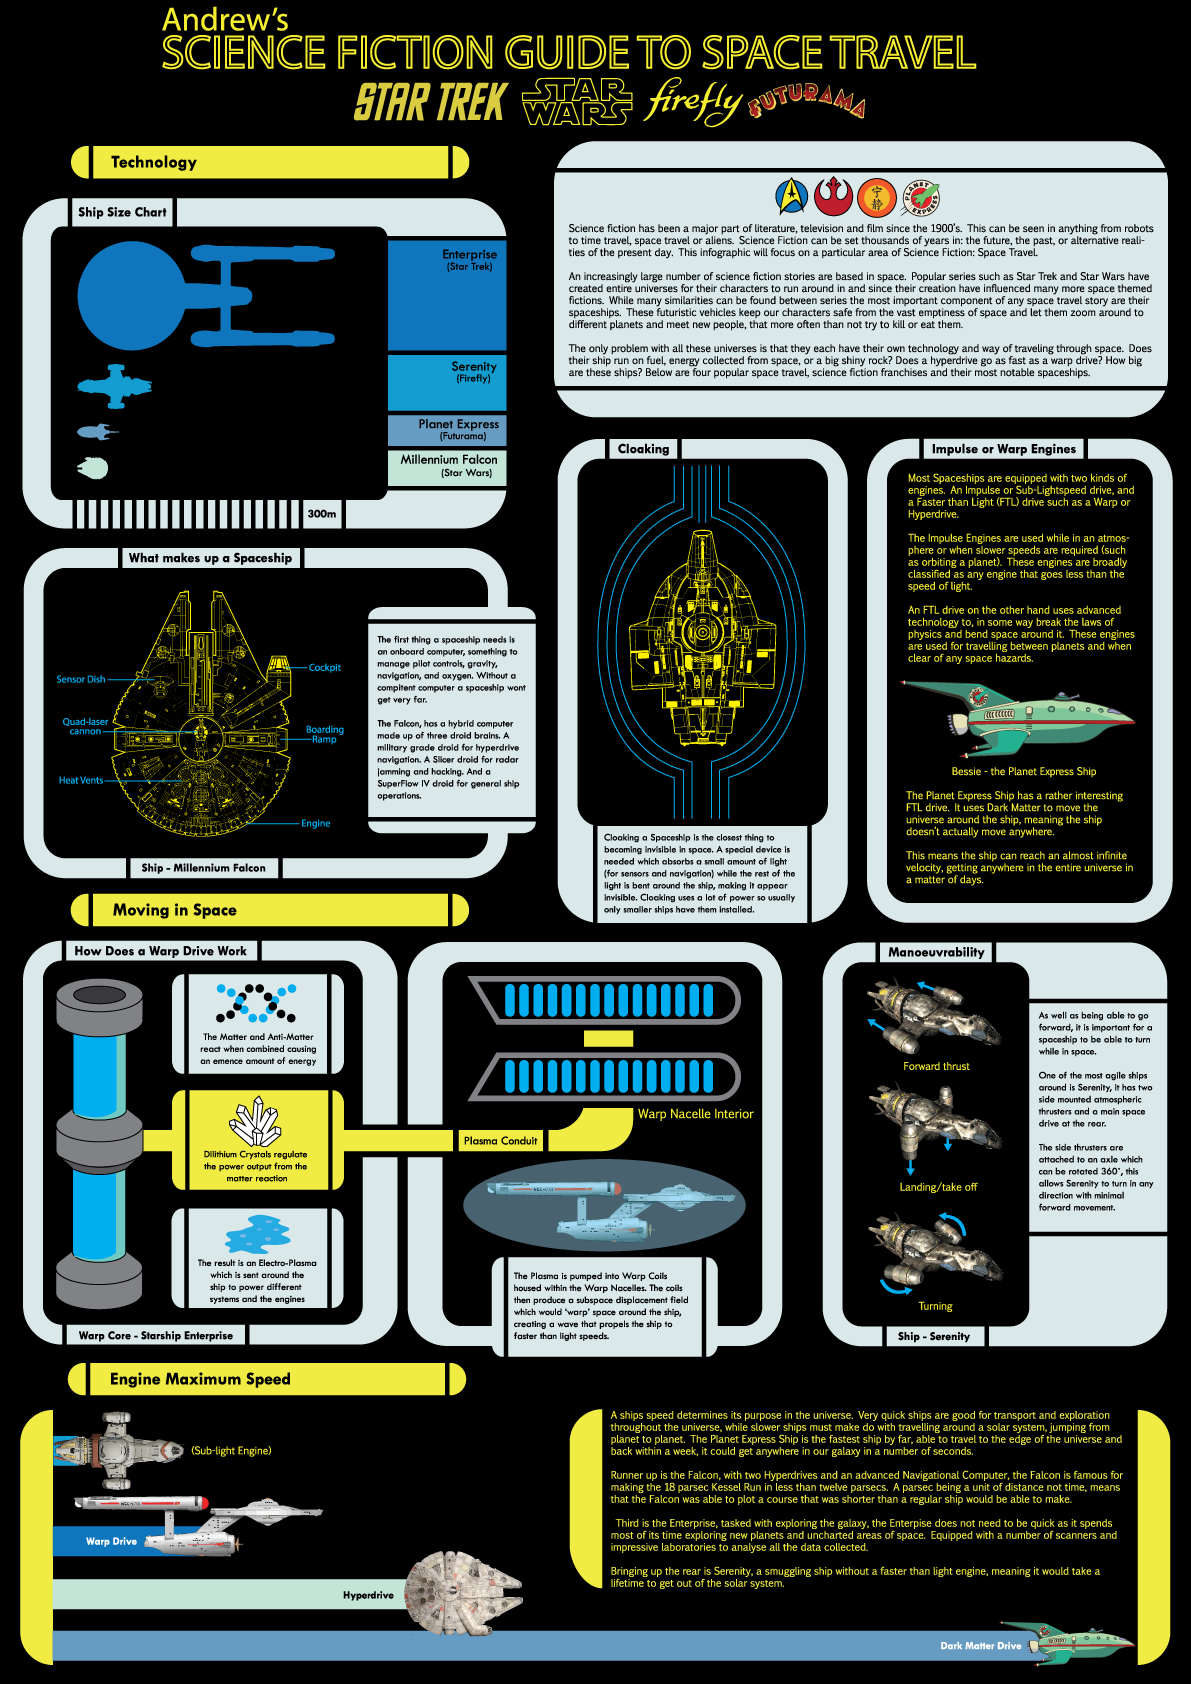 Andrew's
SCIENCE FICTION GUIDE TO SPACE TRAVEL
STAR TREK
STAR
WARS
firefly
FUTURAMA
Technology
Ship Size Chart
Enterprise
(Star Trek)
Serenity
(Firefly)
Planet Express
(Futurama)
Millennium Falcon
(Star Wars)
300m
PLANET
EXPRESS
宁
静
Science fiction has been a major part of literature, television and film since the 1900's. This can be seen in anything from robots
to time travel, space travel or aliens. Science Fiction can be set thousands of years in: the future, the past, or alternative reali-
ties of the present day. This infographic will focus on a particular area of Science Fiction: Space Travel.
An increasingly large number of science fiction stories are based in space. Popular series such as Star Trek and Star Wars have
created entire universes for their characters to run around in and since their creation have influenced many more space themed
fictions. While many similarities can be found between series the most important component of any space travel story are their
spaceships. These futuristic vehicles keep our characters safe from the vast emptiness of space and let them zoom around to
different planets and meet new people, that more often than not try to kill or eat them.
The only problem with all these universes is that they each have their own technology and way of traveling through space. Does
their ship run on fuel, energy collected from space, or a big shiny rock? Does a hyperdrive go as fast as a warp drive? How big
are these ships? Below are four popular space travel, science fiction franchises and their most notable spaceships.
What makes up a Spaceship
Sensor Dish
Quad-laser
cannon
Heat Vents
Cockpit
Boarding
Ramp
Engine
The first thing a spaceship needs is
an onboard computer, something to
manage pilot controls, gravity,
navigation, and oxygen. Without a
compitent computer a spaceship wont
get very far.
The Falcon, has a hybrid computer
made up of three droid brains. A
military grade droid for hyperdrive
navigation. A Slicer droid for radar
jamming and hacking. And a
SuperFlow IV droid for general ship
operations.
Ship - Millennium Falcon
Cloaking
Cloaking a Spaceship is the closest thing to
becoming invisible in space. A special device is
needed which absorbs a small amount of light
(for sensors and navigation) while the rest of the
light is bent around the ship, making it appear
invisible. Cloaking uses a lot of power so usually
only smaller ships have them installed.
Impulse or Warp Engines
Most Spaceships are equipped with two kinds of
engines. An Impulse or Sub-Lightspeed drive, and
a Faster than Light (FTL) drive such as a Warp or
Hyperdrive.
The Impulse Engines are used while in an atmos-
phere or when slower speeds are required (such
as orbiting a planet). These engines are broadly
classified as any engine that goes less than the
speed of light.
An FTL drive on the other hand uses advanced
technology to, in some way break the laws of
physics and bend space around it. These engines
are used for travelling between planets and when
clear of any space hazards.
Bessie - the Planet Express Ship
The Planet Express Ship has a rather interesting
FTL drive. It uses Dark Matter to move the
universe around the ship, meaning the ship
doesn't actually move anywhere.
This means the ship can reach an almost infinite
velocity, getting anywhere in the entire universe in
a matter of days.
Moving in Space
How Does a Warp Drive Work
The Matter and Anti-Matter
react when combined causing
an emence amount of energy
Dilithium Crystals regulate
the power output from the
matter reaction
The result is an Electro-Plasma
which is sent around the
ship to power different
systems and the engines
Warp Core - Starship Enterprise
Warp Nacelle Interior
Plasma Conduit
The Plasma is pumped into Warp Coils
housed within the Warp Nacelles. The coils
then produce a subspace displacement field
which would 'warp' space around the ship,
creating a wave that propels the ship to
faster than light speeds.
Manoeuvrability
Forward thrust
Landing/take off
Turning
As well as being able to go
forward, it is important for a
spaceship to be able to turn
while in space.
One of the most agile ships
around is Serenity, it has two
side mounted atmospheric
thrusters and a main space
drive at the rear.
The side thrusters are
attached to an axle which
can be rotated 360°, this
allows Serenity to turn in any
direction with minimal
forward movement.
Ship - Serenity
Engine Maximum Speed
(Sub-light Engine)
Warp Drive
Hyperdrive
Dark Matter Drive
A ships speed determines its purpose in the universe. Very quick ships are good for transport and exploration
throughout the universe, while slower ships must make do with travelling around a solar system, jumping from
planet to planet. The Planet Express Ship is the fastest ship by far, able to travel to the edge of the universe and
back within a week, it could get anywhere in our galaxy in a number of seconds.
Runner up is the Falcon, with two Hyperdrives and an advanced Navigational Computer, the Falcon is famous for
making the 18 parsec Kessel Run in less than twelve parsecs. A parsec being a unit of distance not time, means
that the Falcon was able to plot a course that was shorter than a regular ship would be able to make.
Third is the Enterprise, tasked with exploring the galaxy, the Enterpise does not need to be quick as it spends
most of its time exploring new planets and uncharted areas of space. Equipped with a number of scanners and
impressive laboratories to analyse all the data collected.
Bringing up the rear is Serenity, a smuggling ship without a faster than light engine, meaning it would take a
lifetime to get out of the solar system.